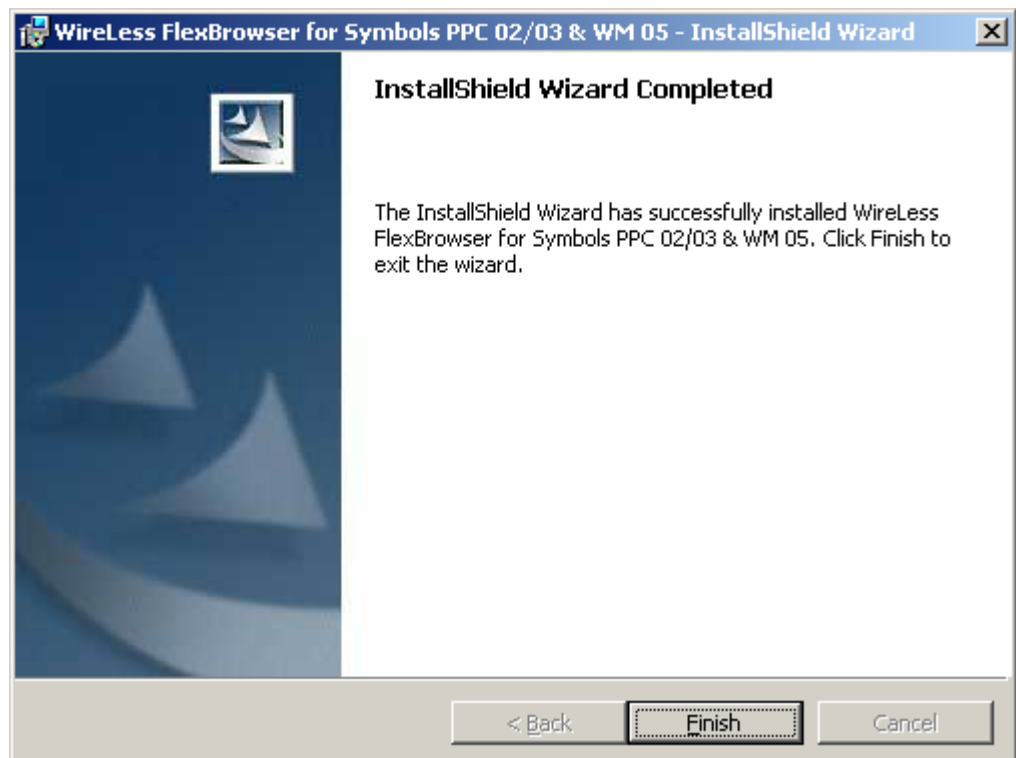 WireLess FlexBrowser for Symbols PPC 02/03 & WM 05 - InstallShield Wizard
InstallShield Wizard Completed
The InstallShield Wizard has successfully installed WireLess
FlexBrowser for Symbols PPC 02/03 & WM 05. Click Finish to
exit the wizard.
< Back
Finish
Cancel